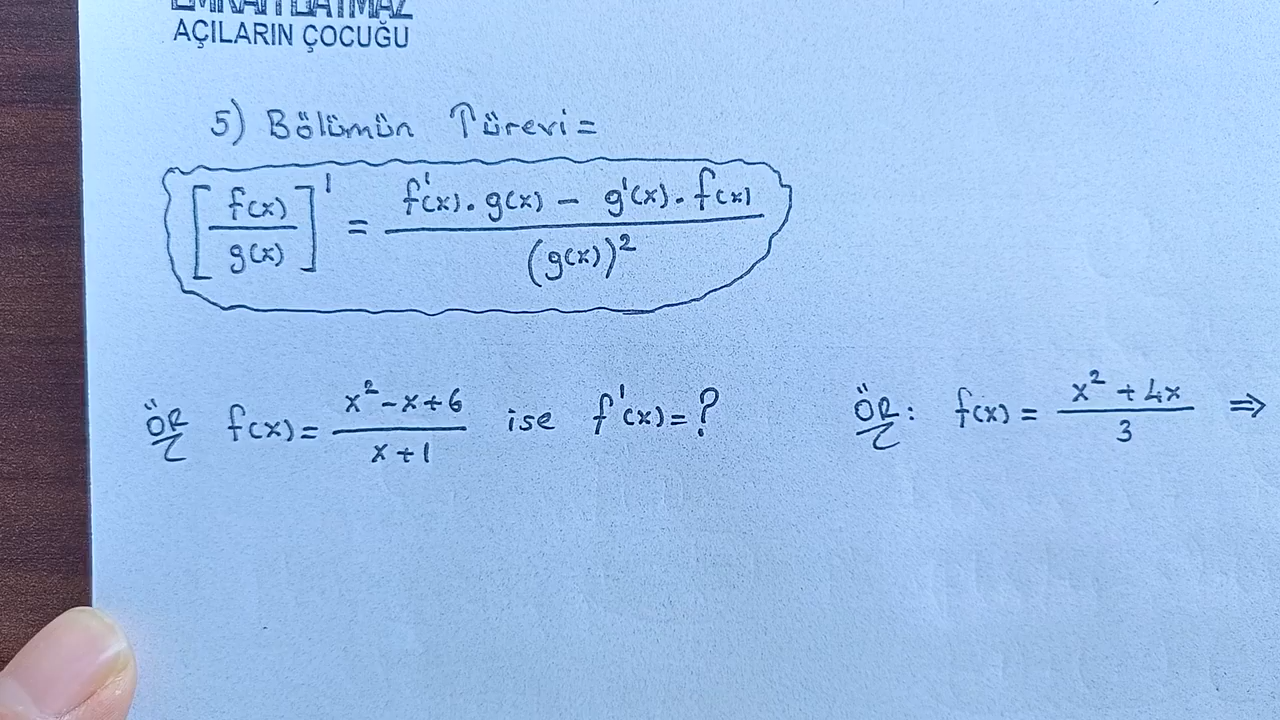 AÇILARIN ÇOCUĞU
5) Bölümün Türevi=
[f(x)/g(x)]' = (f'(x).g(x) - g'(x).f(x))/(g(x))²
ÖR f(x)= (x²-x+6)/(x+1) ise f'(x)=?
ÖR: f(x)= (x²+4x)/3 ⇒